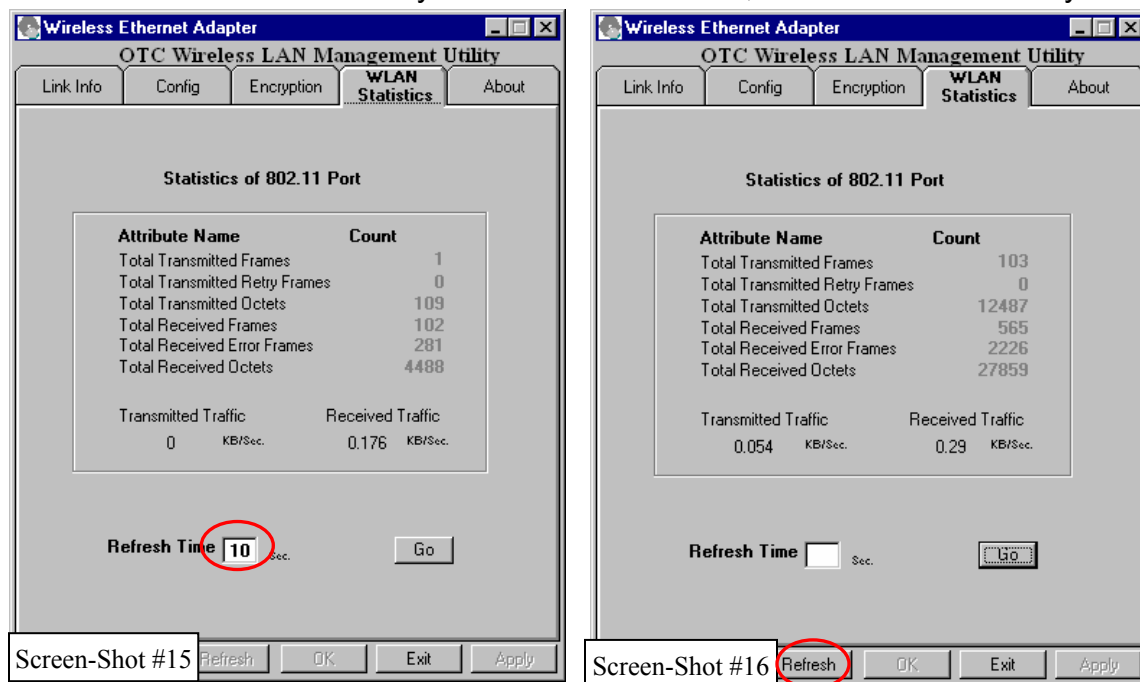 Wireless Ethernet Adapter
OTC Wireless LAN Management Utility
Link Info Config Encryption WLAN Statistics About
Statistics of 802.11 Port
Attribute Name Count
Total Transmitted Frames 1
Total Transmitted Retry Frames 0
Total Transmitted Octets 109
Total Received Frames 102
Total Received Error Frames 281
Total Received Octets 4488
Transmitted Traffic Received Traffic
0 KB/Sec. 0.176 KB/Sec.
Refresh Time 10 Sec. Go
Screen-Shot #15 Refresh OK Exit Apply
Wireless Ethernet Adapter
OTC Wireless LAN Management Utility
Link Info Config Encryption WLAN Statistics About
Statistics of 802.11 Port
Attribute Name Count
Total Transmitted Frames 103
Total Transmitted Retry Frames 0
Total Transmitted Octets 12487
Total Received Frames 565
Total Received Error Frames 2226
Total Received Octets 27859
Transmitted Traffic Received Traffic
0.054 KB/Sec. 0.29 KB/Sec.
Refresh Time Sec. Go
Screen-Shot #16 Refresh OK Exit Apply